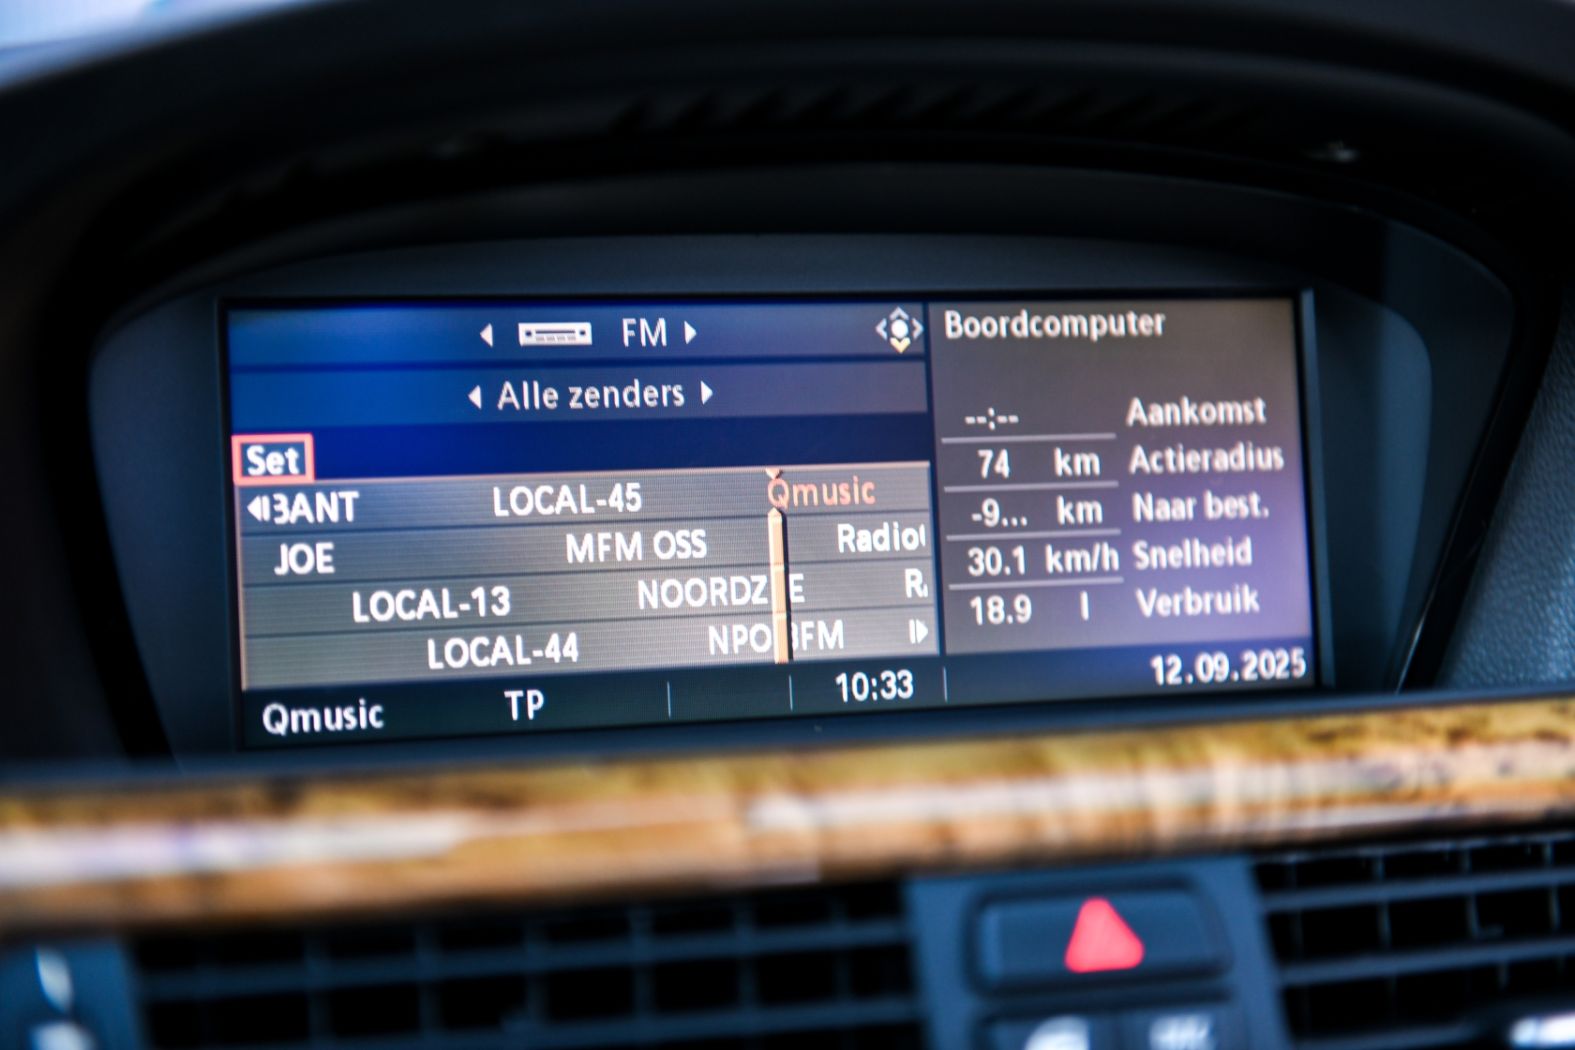 FM
Alle zenders
Set
BANT LOCAL-45 Qmusic
JOE MFM OSS Radio
LOCAL-13 NOORDZ E R.
LOCAL-44 NPO 3FM
Qmusic TP 10:33
Boordcomputer
--:-- Aankomst
74 km Actieradius
-9... km Naar best.
30.1 km/h Snelheid
18.9 l Verbruik
12.09.2025